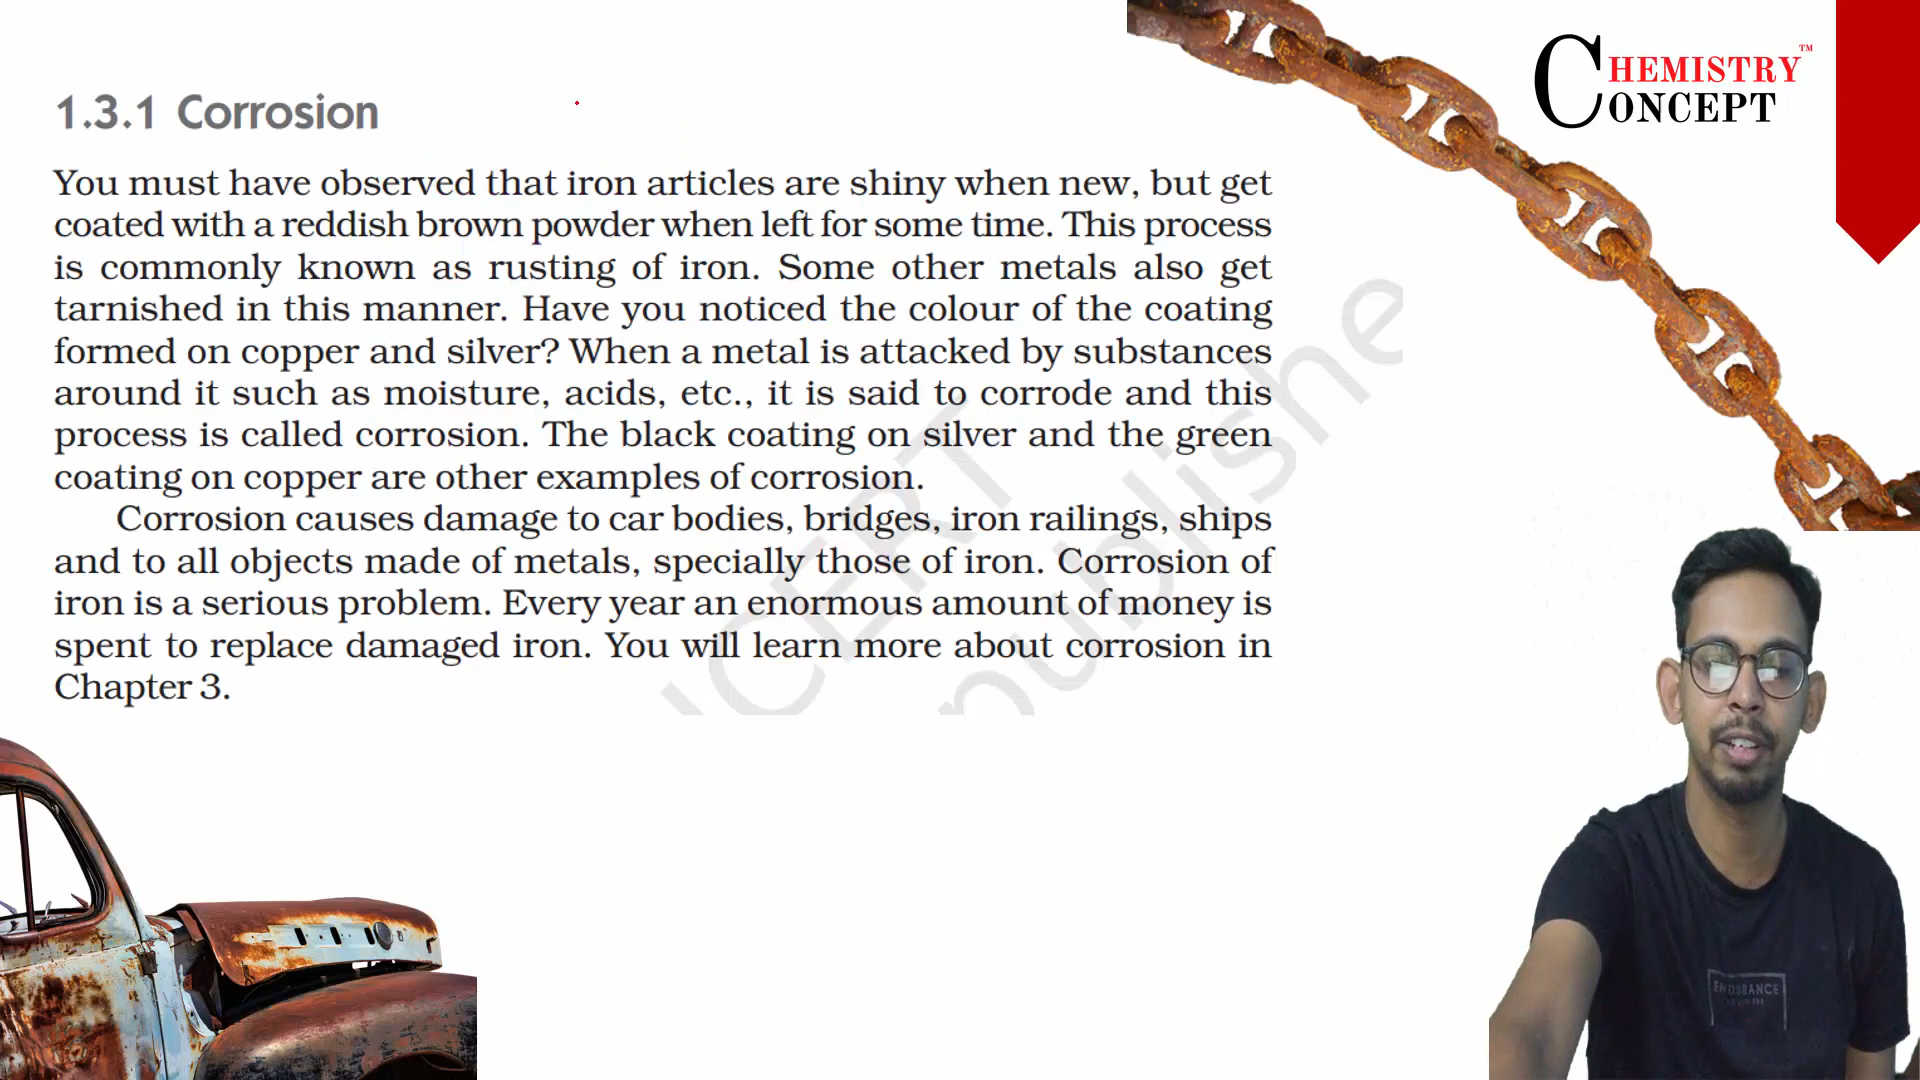 CHEMISTRY™
CONCEPT
1.3.1 Corrosion
You must have observed that iron articles are shiny when new, but get
coated with a reddish brown powder when left for some time. This process
is commonly known as rusting of iron. Some other metals also get
tarnished in this manner. Have you noticed the colour of the coating
formed on copper and silver? When a metal is attacked by substances
around it such as moisture, acids, etc., it is said to corrode and this
process is called corrosion. The black coating on silver and the green
coating on copper are other examples of corrosion.
Corrosion causes damage to car bodies, bridges, iron railings, ships
and to all objects made of metals, specially those of iron. Corrosion of
iron is a serious problem. Every year an enormous amount of money is
spent to replace damaged iron. You will learn more about corrosion in
Chapter 3.
ENDURANCE